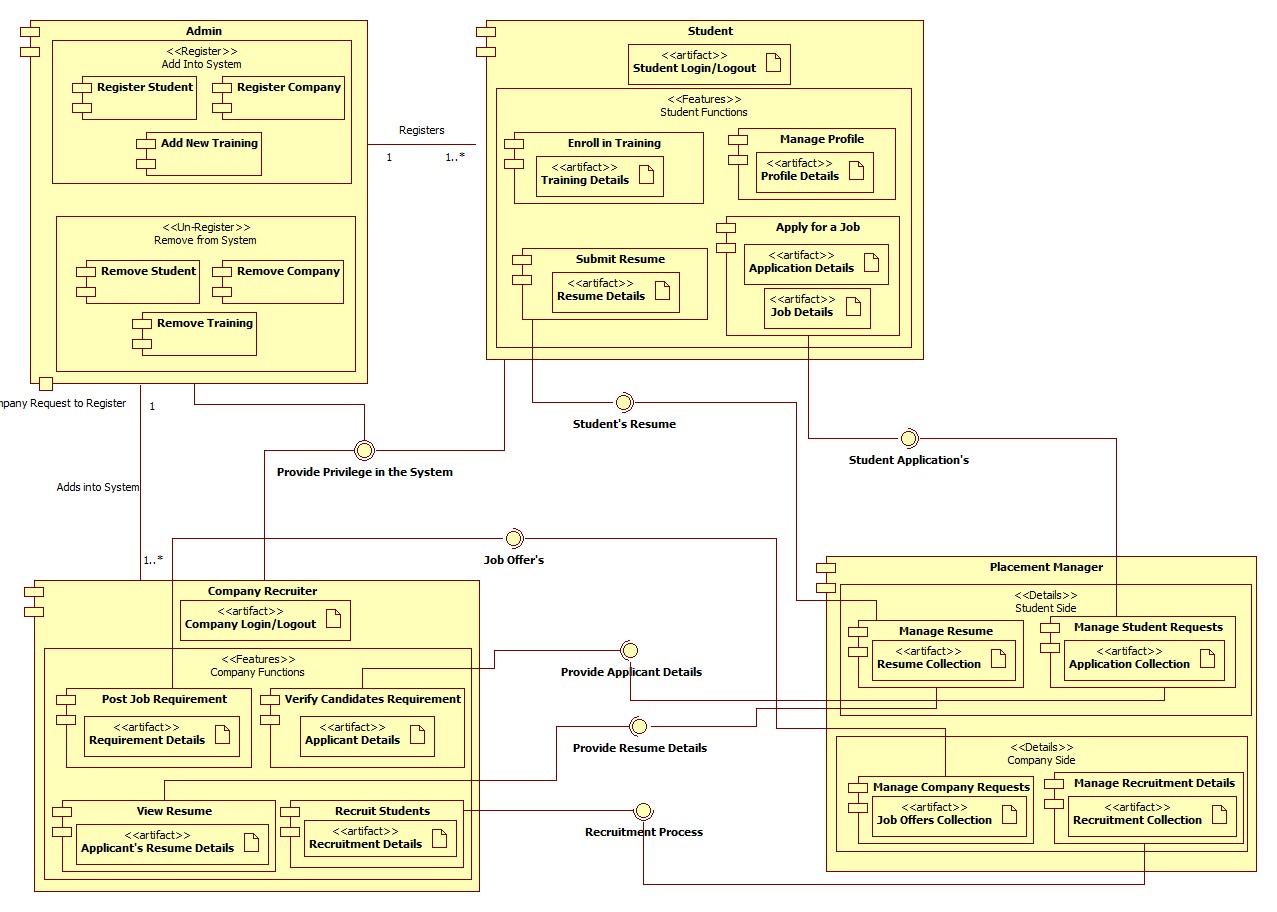 Admin
<<Register>>
Add Into System
Register Student
Register Company
Add New Training
<<Un-Register>>
Remove from System
Remove Student
Remove Company
Remove Training
Registers
1
1..*
Student
<<artifact>>
Student Login/Logout
<<Features>>
Student Functions
Enroll in Training
<<artifact>>
Training Details
Manage Profile
<<artifact>>
Profile Details
Submit Resume
<<artifact>>
Resume Details
Apply for a Job
<<artifact>>
Application Details
<<artifact>>
Job Details
mpany Request to Register
1
Adds into System
1..*
Provide Privilege in the System
Student's Resume
Student Application's
Job Offer's
Company Recruiter
<<artifact>>
Company Login/Logout
<<Features>>
Company Functions
Post Job Requirement
<<artifact>>
Requirement Details
Verify Candidates Requirement
<<artifact>>
Applicant Details
View Resume
<<artifact>>
Applicant's Resume Details
Recruit Students
<<artifact>>
Recruitment Details
Provide Applicant Details
Provide Resume Details
Recruitment Process
Placement Manager
<<Details>>
Student Side
Manage Resume
<<artifact>>
Resume Collection
Manage Student Requests
<<artifact>>
Application Collection
<<Details>>
Company Side
Manage Company Requests
<<artifact>>
Job Offers Collection
Manage Recruitment Details
<<artifact>>
Recruitment Collection